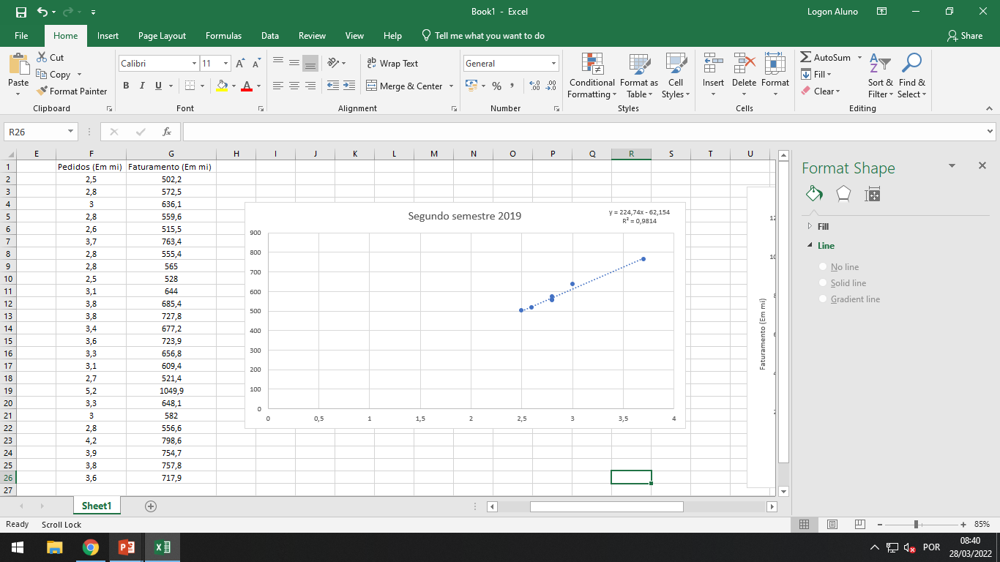 Book1 - Excel
Logon Aluno
File Home Insert Page Layout Formulas Data Review View Help Tell me what you want to do Share
Paste
Cut
Copy
Format Painter
Clipboard
Calibri 11
B I U
Font
Wrap Text
Merge & Center
Alignment
General
% ,
Number
Conditional Formatting
Format as Table
Cell Styles
Styles
Insert Delete Format
Cells
AutoSum
Fill
Clear
Sort & Filter
Find & Select
Editing
R26
fx
E F G H I J K L M N O P Q R S T U
1 Pedidos (Em mi) Faturamento (Em mi)
2 2,5 502,2
3 2,8 572,5
4 3 636,1
5 2,8 559,6
6 2,6 515,5
7 3,7 763,4
8 2,8 555,4
9 2,8 565
10 2,5 528
11 3,1 644
12 3,8 685,4
13 3,8 727,8
14 3,4 677,2
15 3,6 723,9
16 3,3 656,8
17 3,1 609,4
18 2,7 521,4
19 5,2 1049,9
20 3,3 648,1
21 3 582
22 2,8 556,6
23 4,2 798,6
24 3,9 754,7
25 3,8 757,8
26 3,6 717,9
27
Segundo semestre 2019
y = 224,74x - 62,154
R² = 0,9814
900
800
700
600
500
400
300
200
100
0
0 0,5 1 1,5 2 2,5 3 3,5 4
Faturamento (Em mi)
Format Shape
Fill
Line
No line
Solid line
Gradient line
Sheet1
Ready Scroll Lock
85%
POR
08:40
28/03/2022